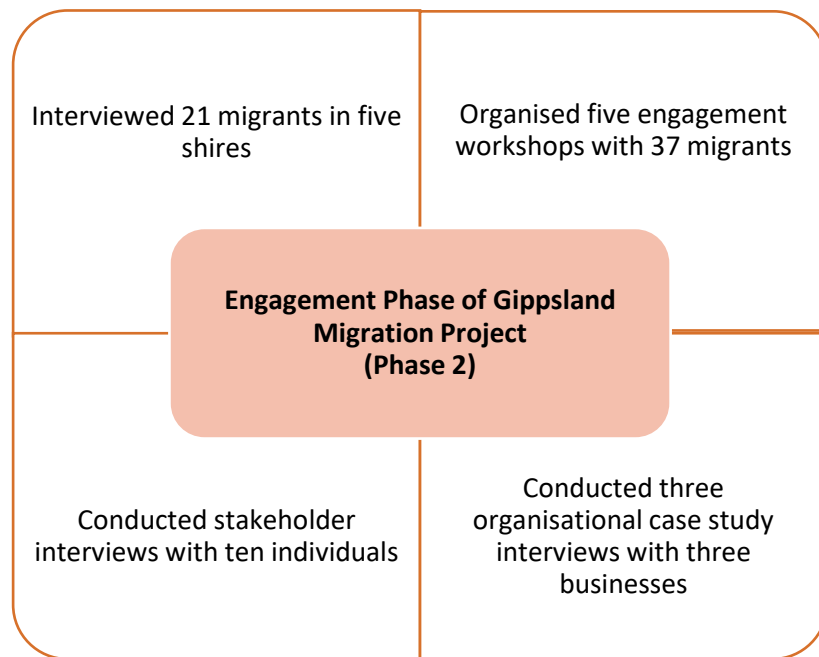 Interviewed 21 migrants in five
shires
Organised five engagement
workshops with 37 migrants
Engagement Phase of Gippsland
Migration Project
(Phase 2)
Conducted stakeholder
interviews with ten individuals
Conducted three
organisational case study
interviews with three
businesses